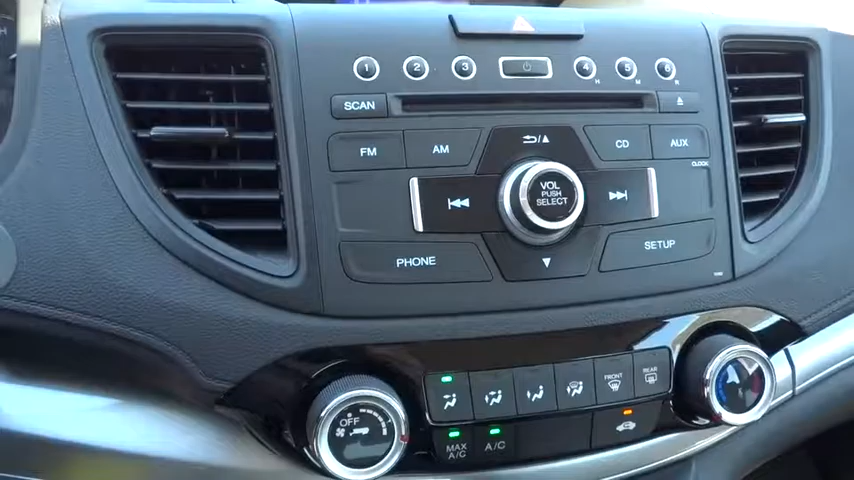 1 2 3 4 5 6
SCAN
FM AM CD AUX
CLOCK
VOL
PUSH
SELECT
PHONE SETUP
FRONT REAR
OFF
MAX
A/C
A/C